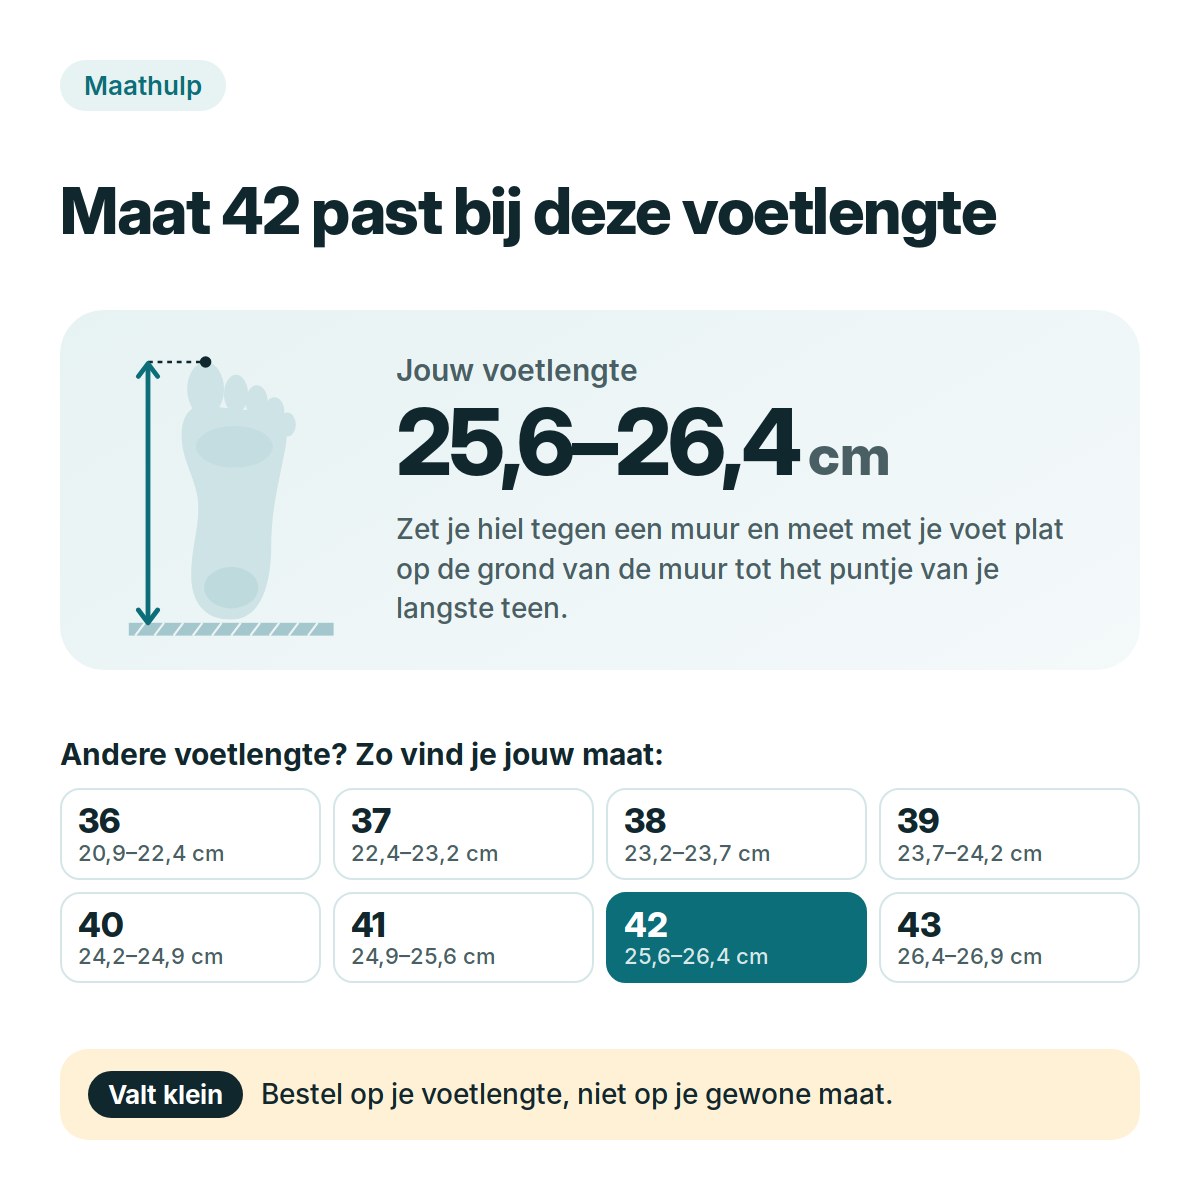 Maathulp
Maat 42 past bij deze voetlengte
Jouw voetlengte
25,6–26,4 cm
Zet je hiel tegen een muur en meet met je voet plat
op de grond van de muur tot het puntje van je
langste teen.
Andere voetlengte? Zo vind je jouw maat:
36
20,9–22,4 cm
37
22,4–23,2 cm
38
23,2–23,7 cm
39
23,7–24,2 cm
40
24,2–24,9 cm
41
24,9–25,6 cm
42
25,6–26,4 cm
43
26,4–26,9 cm
Valt klein
Bestel op je voetlengte, niet op je gewone maat.